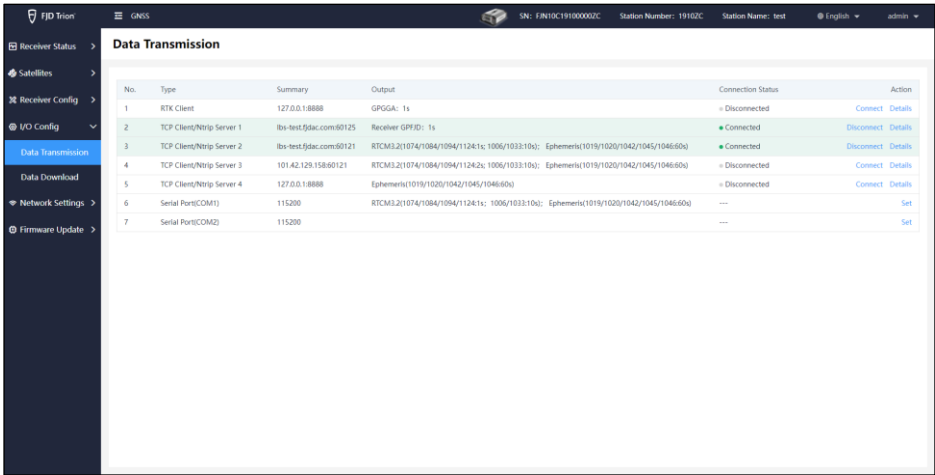 FJD Trion
GNSS
SN: FJN10C19100000ZC Station Number: 1910ZC Station Name: test English admin
Receiver Status
Satellites
Receiver Config
I/O Config
Data Transmission
Data Download
Network Settings
Firmware Update
Data Transmission
No. Type Summary Output Connection Status Action
1 RTK Client 127.0.0.1:8888 GPGGA: 1s Disconnected Connect Details
2 TCP Client/Ntrip Server 1 lbs-test.fjdac.com:60125 Receiver GPFJD: 1s Connected Disconnect Details
3 TCP Client/Ntrip Server 2 lbs-test.fjdac.com:60121 RTCM3.2(1074/1084/1094/1124:1s; 1006/1033:10s); Ephemeris(1019/1020/1042/1045/1046:60s) Connected Disconnect Details
4 TCP Client/Ntrip Server 3 101.42.129.158:60121 RTCM3.2(1074/1084/1094/1124:2s; 1006/1033:10s); Ephemeris(1019/1020/1042/1045/1046:60s) Disconnected Connect Details
5 TCP Client/Ntrip Server 4 127.0.0.1:8888 Ephemeris(1019/1020/1042/1045/1046:60s) Disconnected Connect Details
6 Serial Port(COM1) 115200 RTCM3.2(1074/1084/1094/1124:1s; 1006/1033:10s); Ephemeris(1019/1020/1042/1045/1046:60s) --- Set
7 Serial Port(COM2) 115200 --- Set